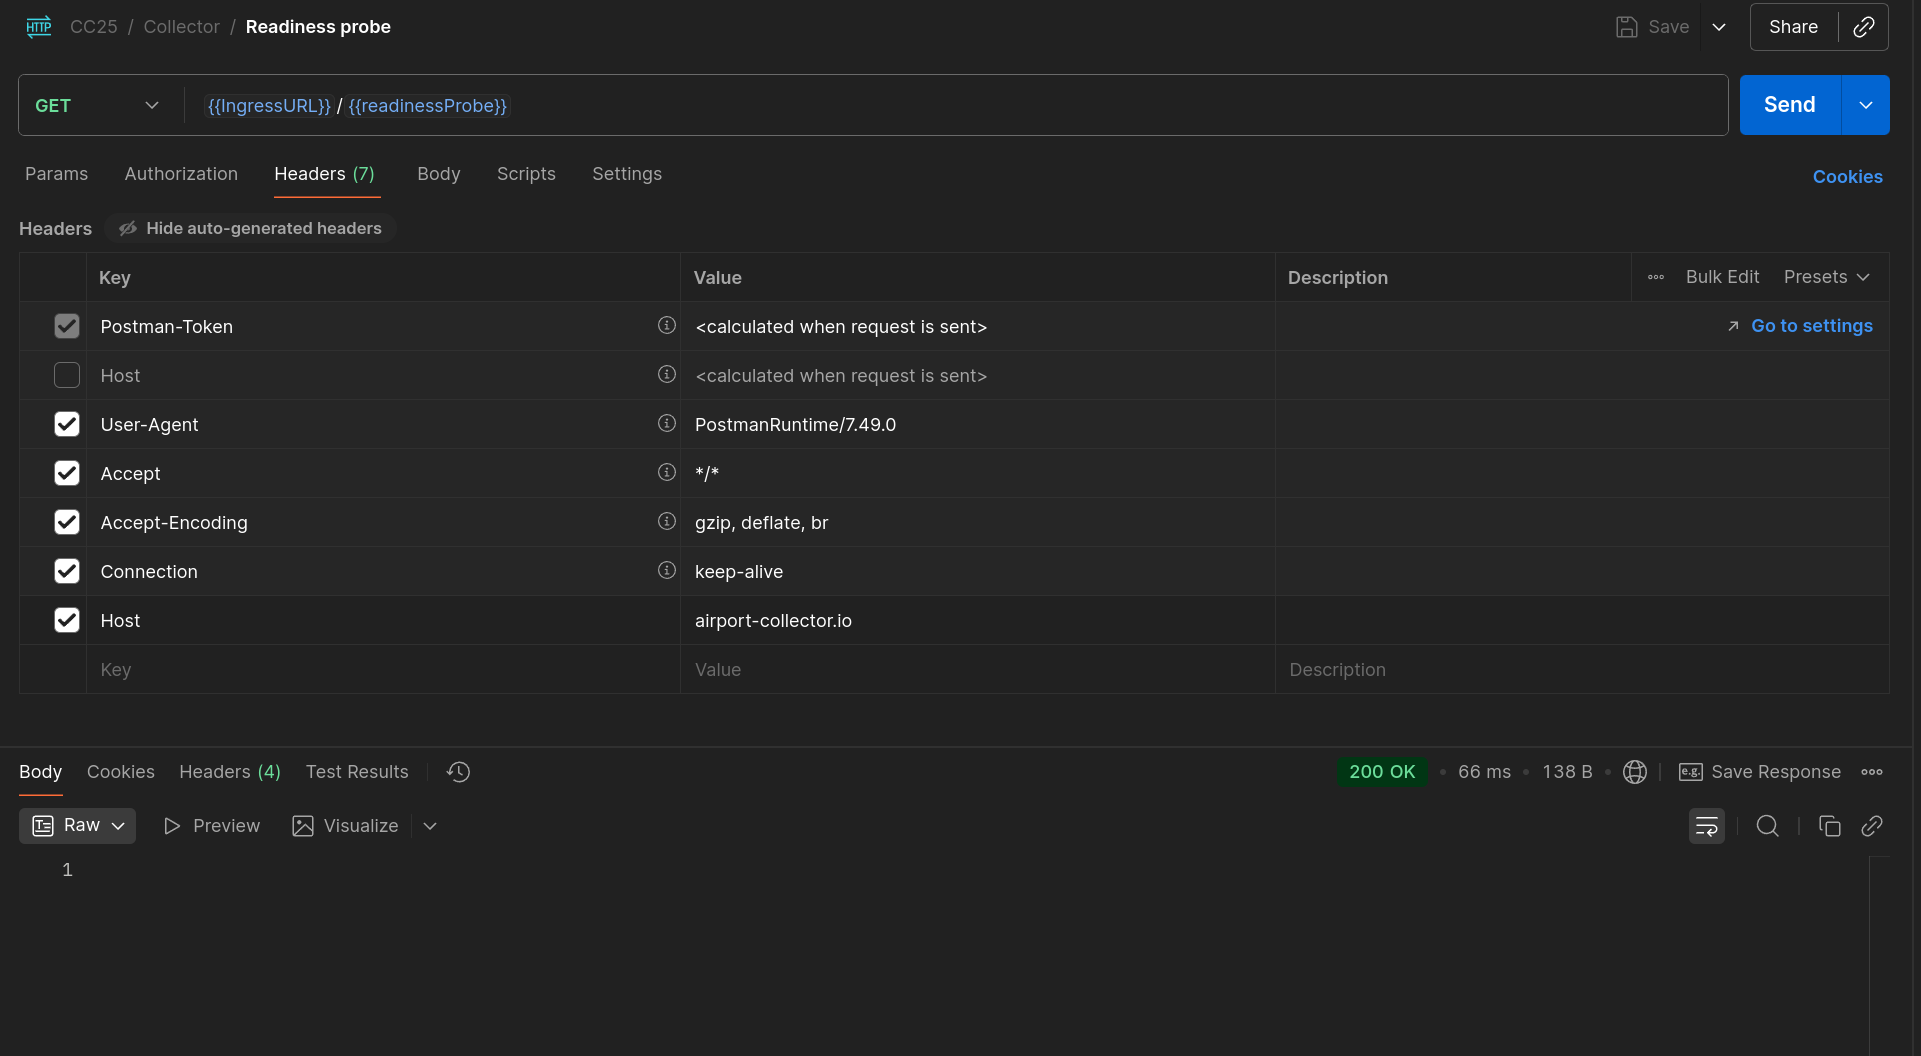 HTTP CC25 / Collector / Readiness probe Save Share
GET {{IngressURL}} / {{readinessProbe}} Send
Params Authorization Headers (7) Body Scripts Settings Cookies
Headers Hide auto-generated headers
Key Value Description Bulk Edit Presets
Postman-Token <calculated when request is sent> Go to settings
Host <calculated when request is sent>
User-Agent PostmanRuntime/7.49.0
Accept */*
Accept-Encoding gzip, deflate, br
Connection keep-alive
Host airport-collector.io
Key Value Description
Body Cookies Headers (4) Test Results 200 OK • 66 ms • 138 B • e.g. Save Response
Raw Preview Visualize
1